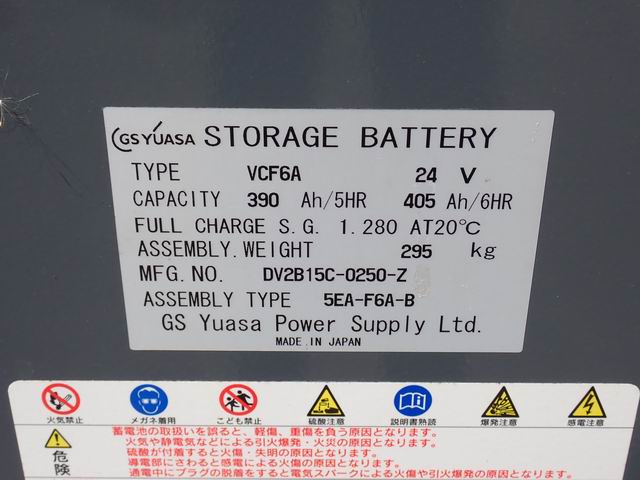 GS YUASA STORAGE BATTERY
TYPE VCF6A 24 V
CAPACITY 390 Ah/5HR 405 Ah/6HR
FULL CHARGE S.G. 1.280 AT20℃
ASSEMBLY.WEIGHT 295 kg
MFG.NO. DV2B15C-0250-Z
ASSEMBLY TYPE 5EA-F6A-B
GS Yuasa Power Supply Ltd.
MADE IN JAPAN
火気禁止 メガネ着用 こども禁止 硫酸注意 説明書熟読 爆発注意 感電注意
危険
蓄電池の取扱いを誤ると、軽傷、重傷を負う原因となります。
火気や静電気などによる引火爆発・火災の原因となります。
硫酸が付着すると火傷・失明の原因となります。
導電部にさわると感電による火傷の原因となります。
通電中にプラグの脱着をすると電気スパークによる火傷や引火爆発の原因となります。